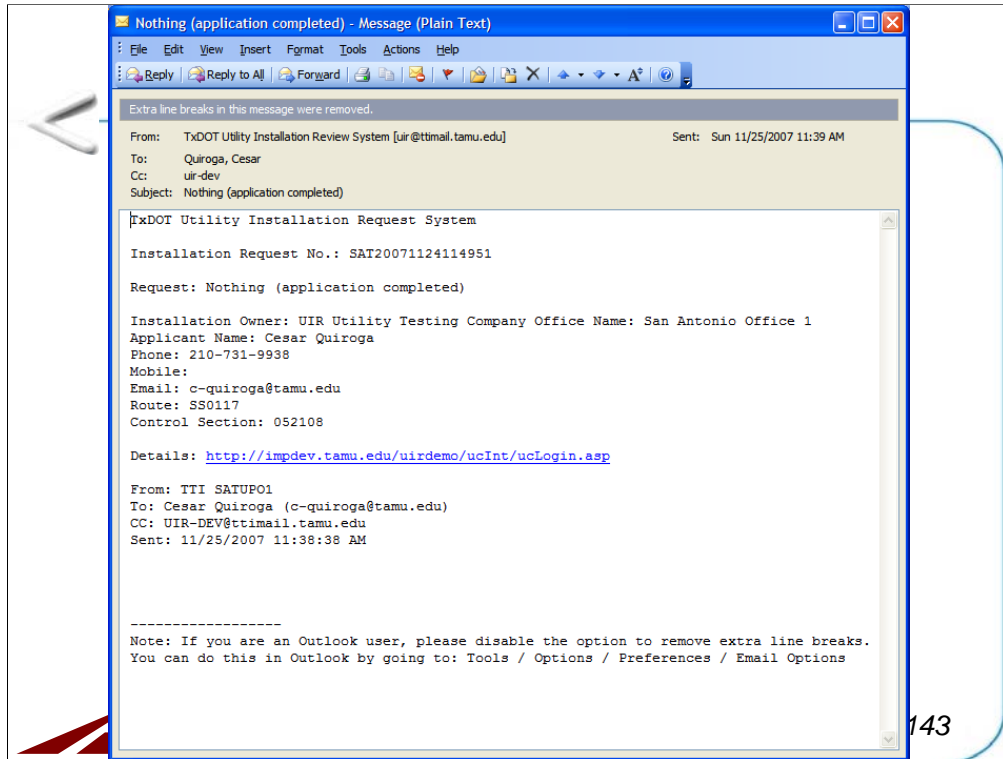 Nothing (application completed) - Message (Plain Text)
File Edit View Insert Format Tools Actions Help
Reply Reply to All Forward
Extra line breaks in this message were removed.
From: TxDOT Utility Installation Review System [uir@ttimail.tamu.edu] Sent: Sun 11/25/2007 11:39 AM
To: Quiroga, Cesar
Cc: uir-dev
Subject: Nothing (application completed)
TxDOT Utility Installation Request System
Installation Request No.: SAT20071124114951
Request: Nothing (application completed)
Installation Owner: UIR Utility Testing Company Office Name: San Antonio Office 1
Applicant Name: Cesar Quiroga
Phone: 210-731-9938
Mobile:
Email: c-quiroga@tamu.edu
Route: SS0117
Control Section: 052108
Details: http://impdev.tamu.edu/uirdemo/ucInt/ucLogin.asp
From: TTI SATUPO1
To: Cesar Quiroga (c-quiroga@tamu.edu)
CC: UIR-DEV@ttimail.tamu.edu
Sent: 11/25/2007 11:38:38 AM
------------------
Note: If you are an Outlook user, please disable the option to remove extra line breaks.
You can do this in Outlook by going to: Tools / Options / Preferences / Email Options
143